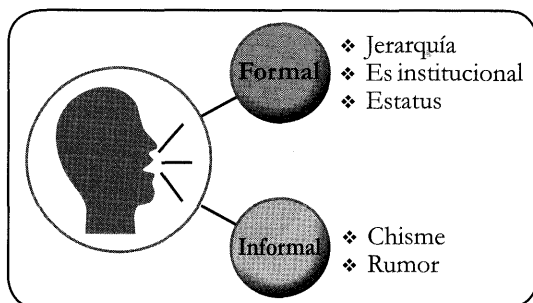 Formal
❖ Jerarquía
❖ Es institucional
❖ Estatus
Informal
❖ Chisme
❖ Rumor